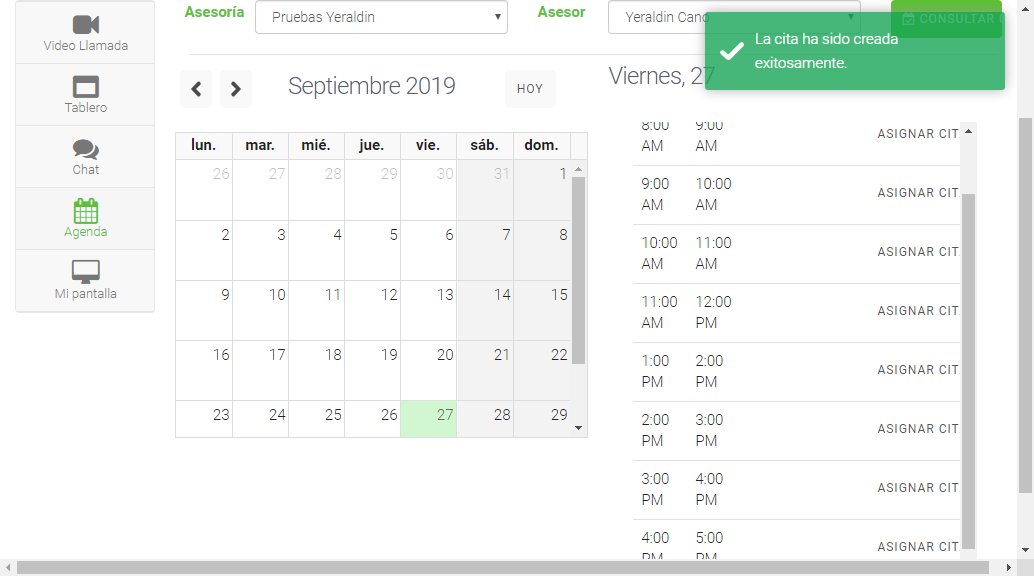 Asesoría
Pruebas Yeraldin
Asesor
Yeraldin Cano
CONSULTAR
La cita ha sido creada
exitosamente.
Video Llamada
Tablero
Chat
Agenda
Mi pantalla
Septiembre 2019
HOY
lun. mar. mié. jue. vie. sáb. dom.
26 27 28 29 30 31 1
2 3 4 5 6 7 8
9 10 11 12 13 14 15
16 17 18 19 20 21 22
23 24 25 26 27 28 29
Viernes, 27
8:00 9:00
AM AM
ASIGNAR CIT
9:00 10:00
AM AM
ASIGNAR CIT
10:00 11:00
AM AM
ASIGNAR CIT
11:00 12:00
AM PM
ASIGNAR CIT
1:00 2:00
PM PM
ASIGNAR CIT
2:00 3:00
PM PM
ASIGNAR CIT
3:00 4:00
PM PM
ASIGNAR CIT
4:00 5:00
PM PM
ASIGNAR CIT